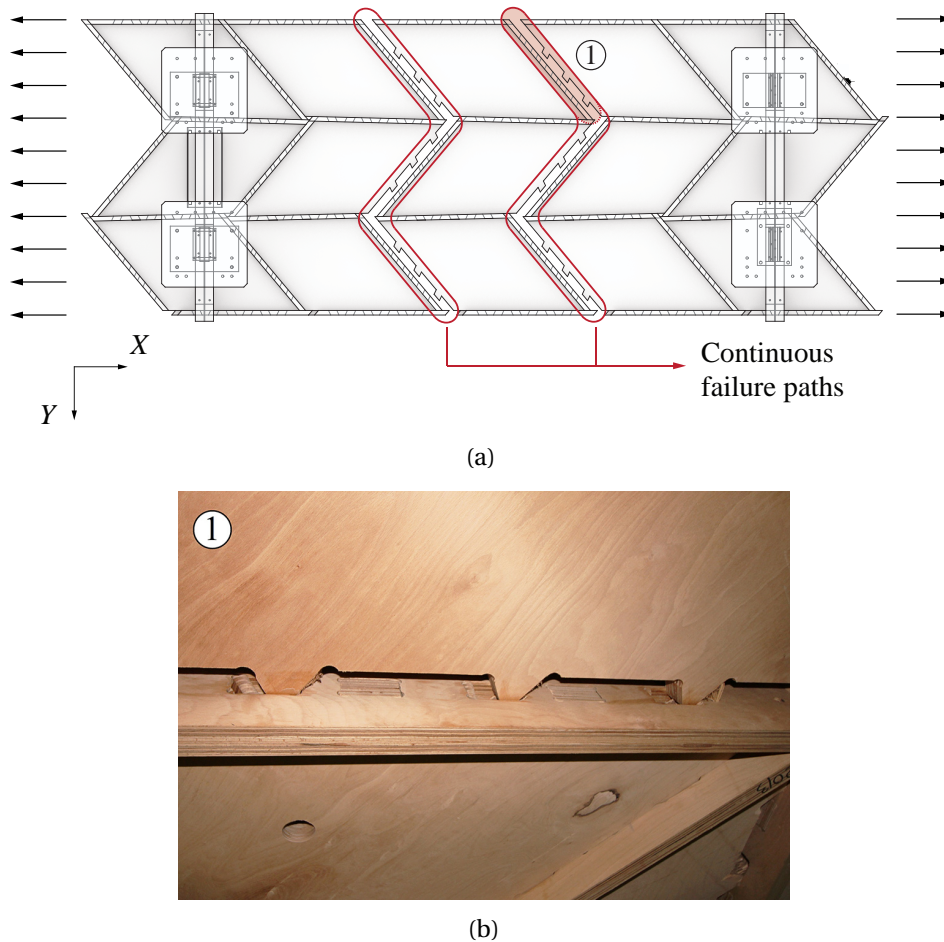 ①
X
Y
Continuous
failure paths
(a)
①
(b)